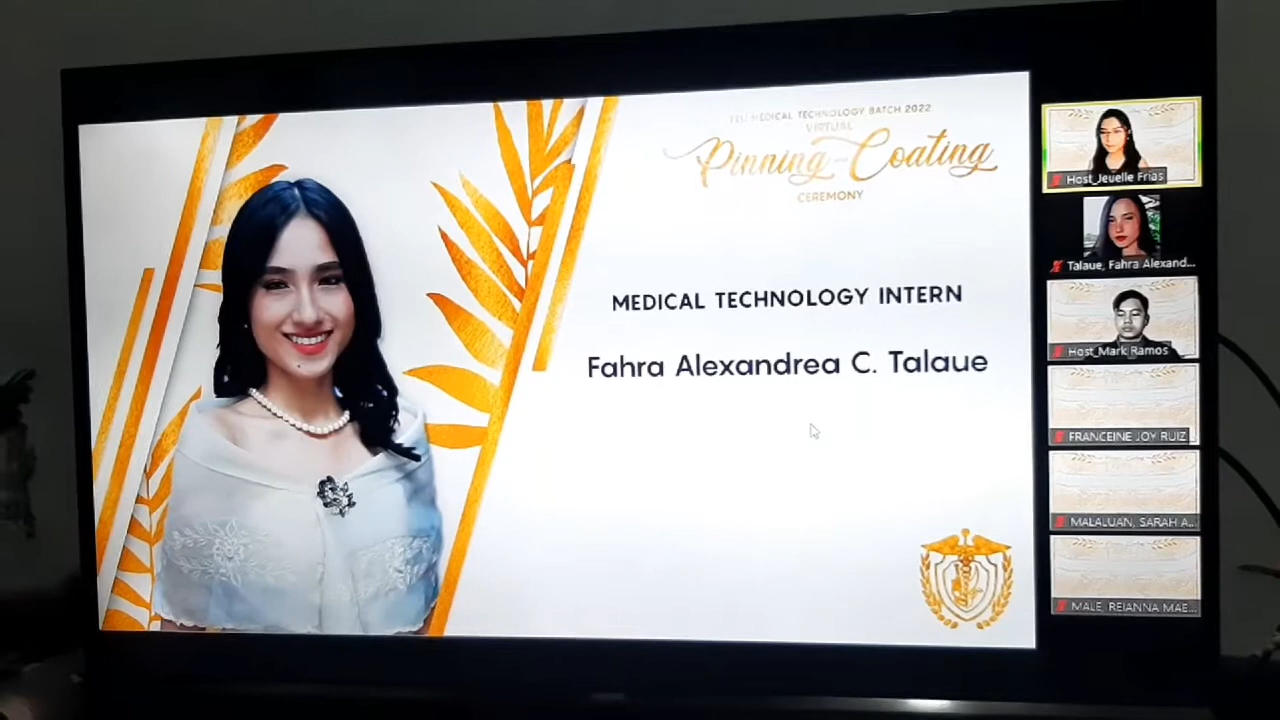 MEDICAL TECHNOLOGY BATCH 2022
VIRTUAL
Pinning and Coating
CEREMONY
MEDICAL TECHNOLOGY INTERN
Fahra Alexandrea C. Talaue
Host_Jeuelle Frias
Talaue, Fahra Alexand...
Host_Mark Ramos
FRANCEINE JOY RUIZ
MALALUAN, SARAH A...
MALE, REIANNA MAE...